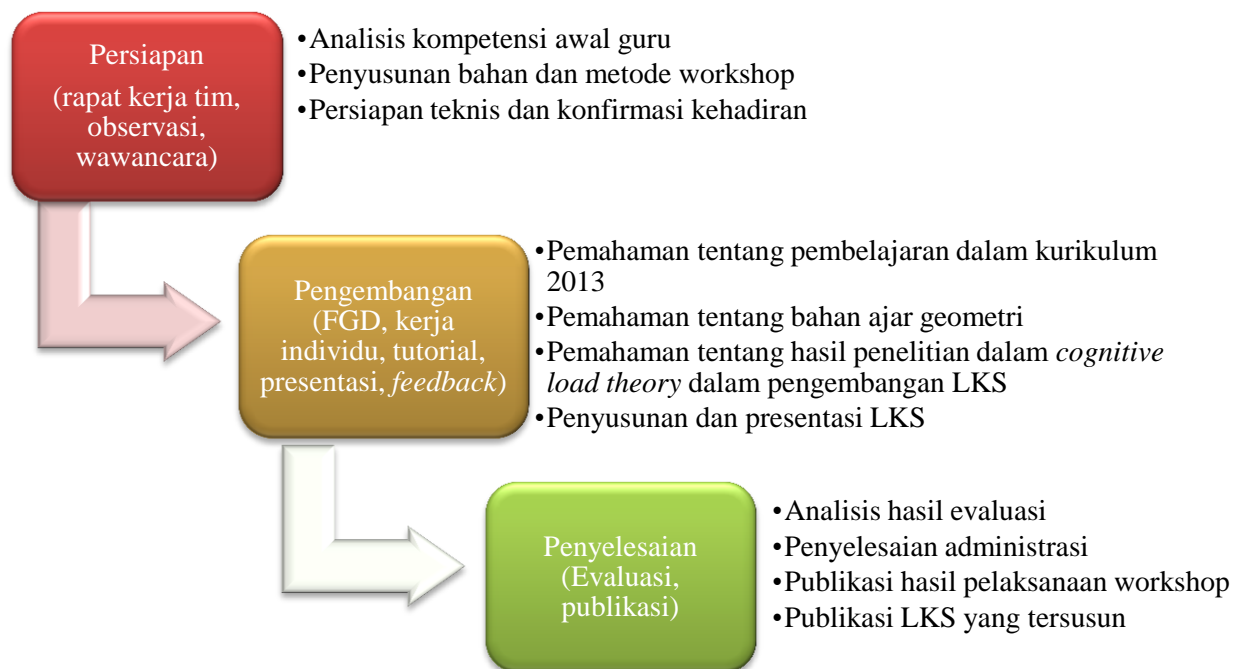 Persiapan
(rapat kerja tim,
observasi,
wawancara)
•Analisis kompetensi awal guru
•Penyusunan bahan dan metode workshop
•Persiapan teknis dan konfirmasi kehadiran
Pengembangan
(FGD, kerja
individu, tutorial,
presentasi, feedback)
•Pemahaman tentang pembelajaran dalam kurikulum
2013
•Pemahaman tentang bahan ajar geometri
•Pemahaman tentang hasil penelitian dalam cognitive
load theory dalam pengembangan LKS
•Penyusunan dan presentasi LKS
Penyelesaian
(Evaluasi,
publikasi)
•Analisis hasil evaluasi
•Penyelesaian administrasi
•Publikasi hasil pelaksanaan workshop
•Publikasi LKS yang tersusun